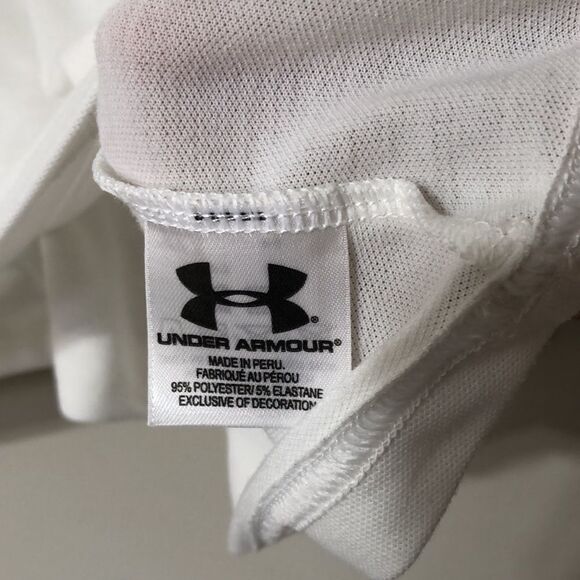 UNDER ARMOUR®
MADE IN PERU.
FABRIQUÉ AU PÉROU
95% POLYESTER/ 5% ELASTANE
EXCLUSIVE OF DECORATION